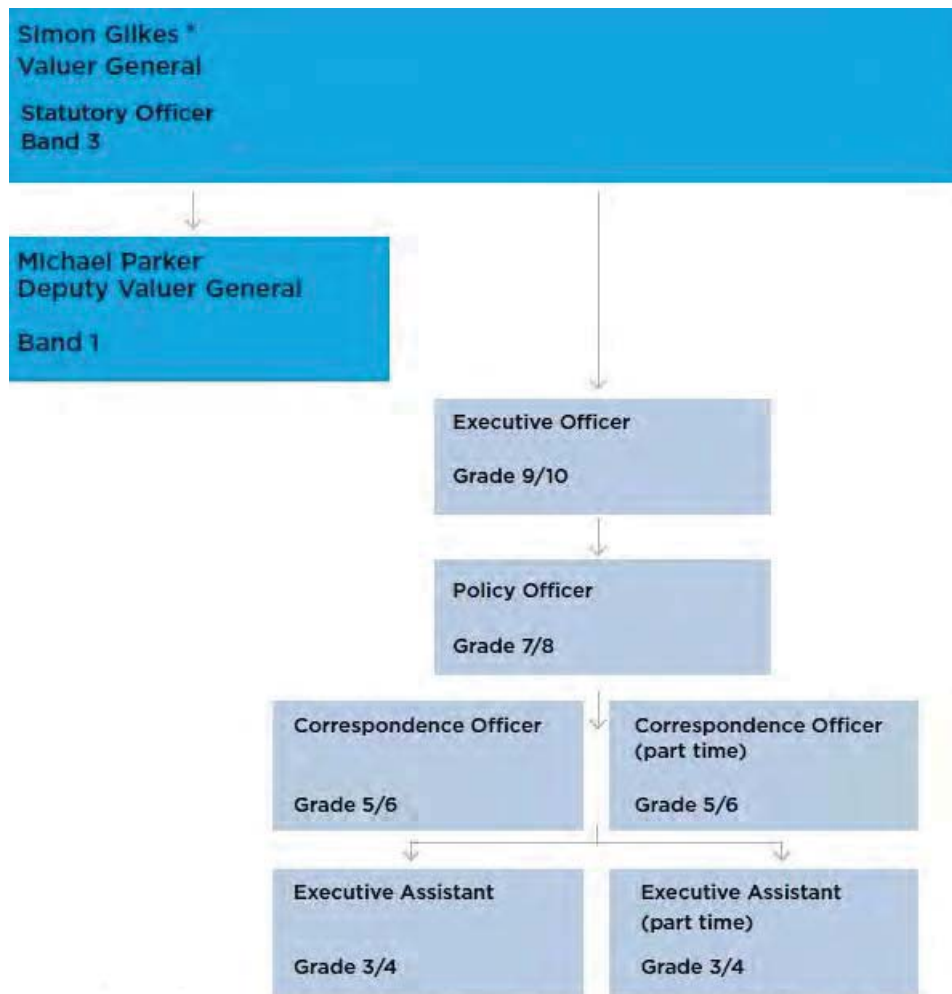 Simon Gilkes *
Valuer General
Statutory Officer
Band 3
Michael Parker
Deputy Valuer General
Band 1
Executive Officer
Grade 9/10
Policy Officer
Grade 7/8
Correspondence Officer
Grade 5/6
Correspondence Officer
(part time)
Grade 5/6
Executive Assistant
Grade 3/4
Executive Assistant
(part time)
Grade 3/4